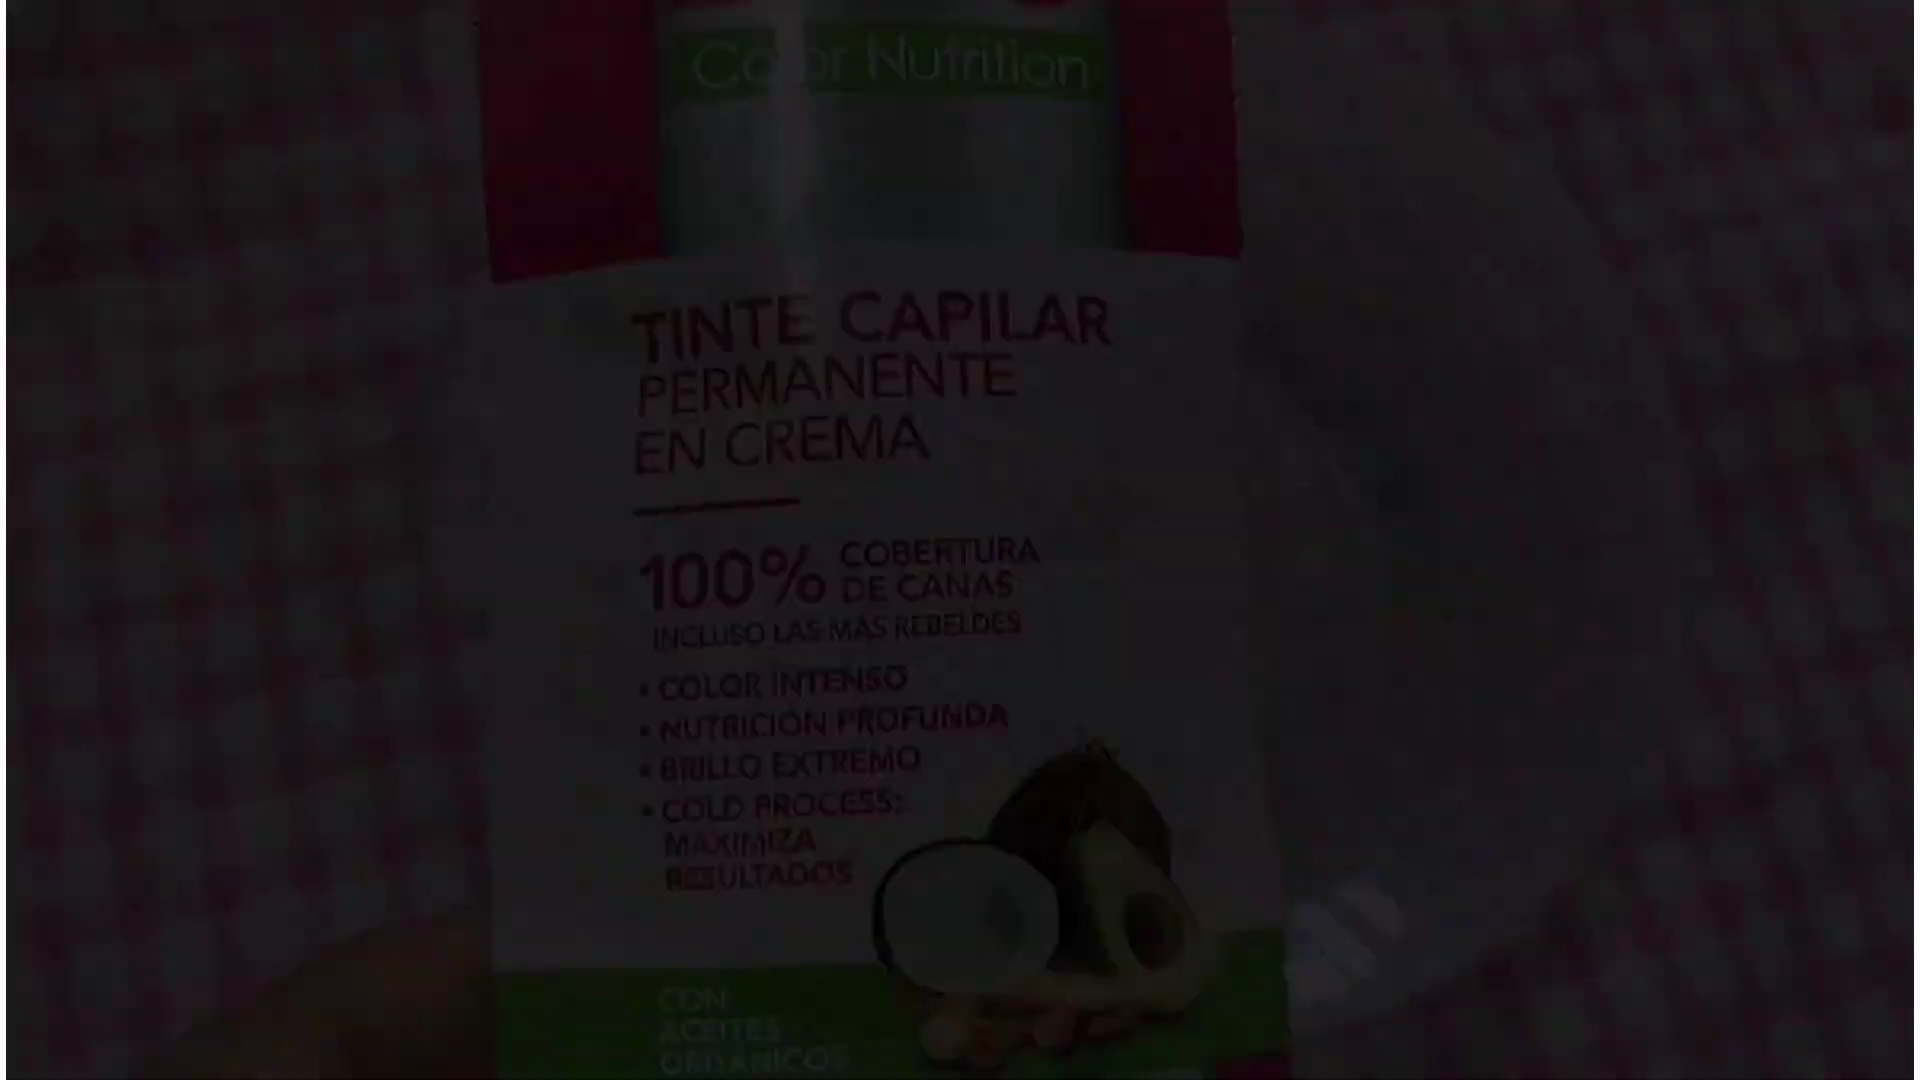 Color Nutrition
TINTE CAPILAR
PERMANENTE
EN CREMA
100% COBERTURA
DE CANAS
INCLUSO LAS MÁS REBELDES
• COLOR INTENSO
• NUTRICIÓN PROFUNDA
• BRILLO EXTREMO
• COLD PROCESS:
MAXIMIZA
RESULTADOS
CON
ACEITES
ORGÁNICOS